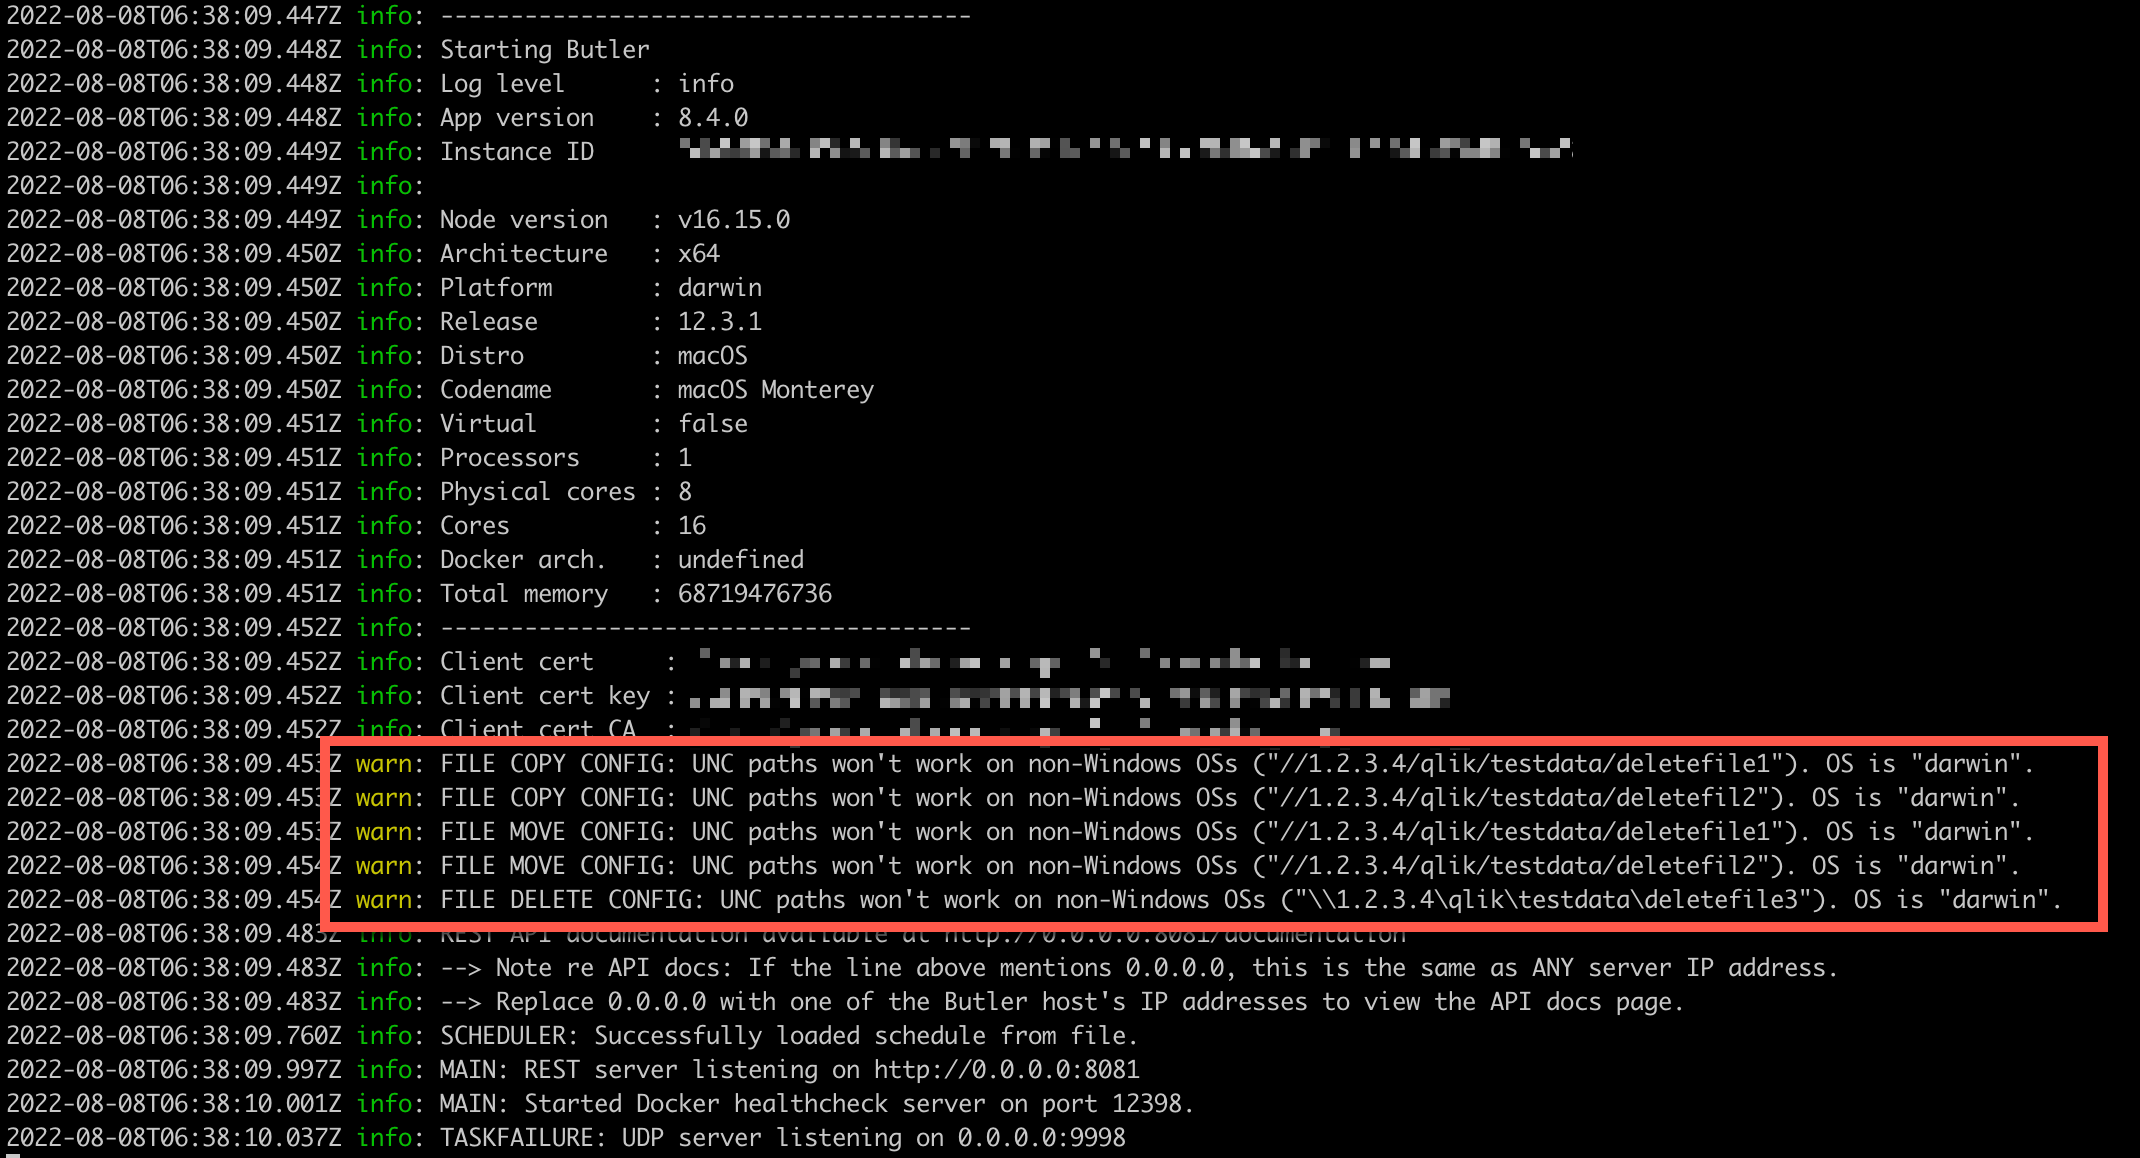 2022-08-08T06:38:09.447Z info: --------------------------------------
2022-08-08T06:38:09.448Z info: Starting Butler
2022-08-08T06:38:09.448Z info: Log level      : info
2022-08-08T06:38:09.448Z info: App version    : 8.4.0
2022-08-08T06:38:09.449Z info: Instance ID
2022-08-08T06:38:09.449Z info:
2022-08-08T06:38:09.449Z info: Node version   : v16.15.0
2022-08-08T06:38:09.450Z info: Architecture   : x64
2022-08-08T06:38:09.450Z info: Platform       : darwin
2022-08-08T06:38:09.450Z info: Release        : 12.3.1
2022-08-08T06:38:09.450Z info: Distro         : macOS
2022-08-08T06:38:09.450Z info: Codename       : macOS Monterey
2022-08-08T06:38:09.451Z info: Virtual        : false
2022-08-08T06:38:09.451Z info: Processors     : 1
2022-08-08T06:38:09.451Z info: Physical cores : 8
2022-08-08T06:38:09.451Z info: Cores          : 16
2022-08-08T06:38:09.451Z info: Docker arch.   : undefined
2022-08-08T06:38:09.451Z info: Total memory   : 68719476736
2022-08-08T06:38:09.452Z info: --------------------------------------
2022-08-08T06:38:09.452Z info: Client cert     :
2022-08-08T06:38:09.452Z info: Client cert key :
2022-08-08T06:38:09.452Z info: Client cert CA  :
2022-08-08T06:38:09.453Z warn: FILE COPY CONFIG: UNC paths won't work on non-Windows OSs ("//1.2.3.4/qlik/testdata/deletefile1"). OS is "darwin".
2022-08-08T06:38:09.453Z warn: FILE COPY CONFIG: UNC paths won't work on non-Windows OSs ("//1.2.3.4/qlik/testdata/deletefil2"). OS is "darwin".
2022-08-08T06:38:09.453Z warn: FILE MOVE CONFIG: UNC paths won't work on non-Windows OSs ("//1.2.3.4/qlik/testdata/deletefile1"). OS is "darwin".
2022-08-08T06:38:09.454Z warn: FILE MOVE CONFIG: UNC paths won't work on non-Windows OSs ("//1.2.3.4/qlik/testdata/deletefil2"). OS is "darwin".
2022-08-08T06:38:09.454Z warn: FILE DELETE CONFIG: UNC paths won't work on non-Windows OSs ("\\1.2.3.4\qlik\testdata\deletefile3"). OS is "darwin".
2022-08-08T06:38:09.483Z info: REST API documentation available at http://0.0.0.0:8081/documentation
2022-08-08T06:38:09.483Z info: --> Note re API docs: If the line above mentions 0.0.0.0, this is the same as ANY server IP address.
2022-08-08T06:38:09.483Z info: --> Replace 0.0.0.0 with one of the Butler host's IP addresses to view the API docs page.
2022-08-08T06:38:09.760Z info: SCHEDULER: Successfully loaded schedule from file.
2022-08-08T06:38:09.997Z info: MAIN: REST server listening on http://0.0.0.0:8081
2022-08-08T06:38:10.001Z info: MAIN: Started Docker healthcheck server on port 12398.
2022-08-08T06:38:10.037Z info: TASKFAILURE: UDP server listening on 0.0.0.0:9998